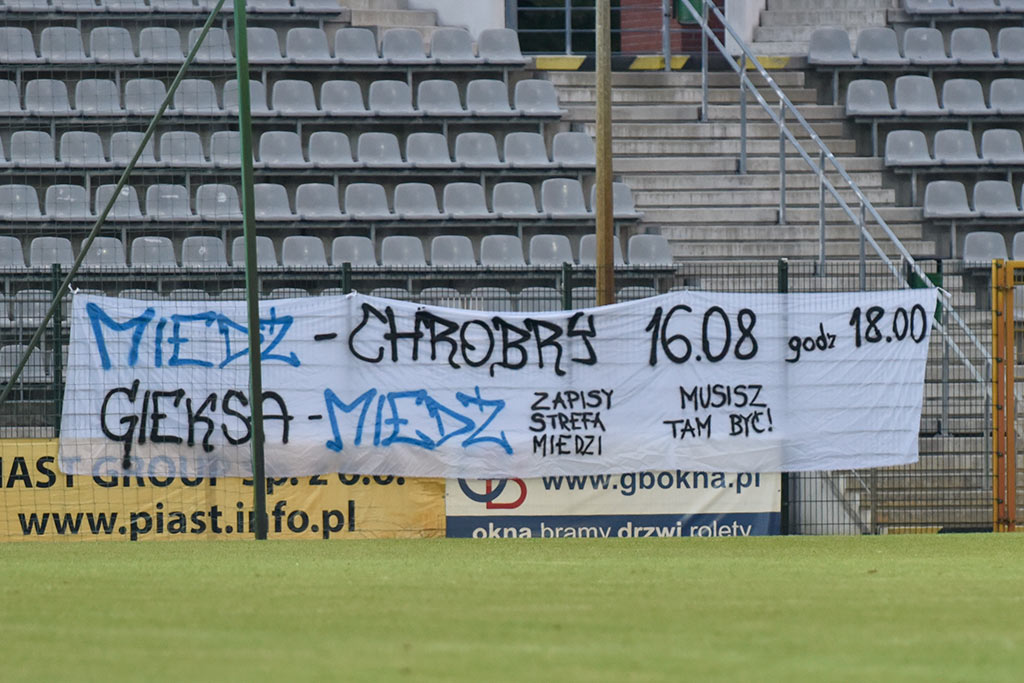 MIEDŹ - CHROBRY 16.08 godz 18.00
GIEKSA - MIEDŹ ZAPISY MUSISZ
STREFA TAM BYĆ!
MIEDZI
IAST GROUP Sp. z o.o.
www.piast.info.pl
www.gbokna.pl
okna bramy drzwi rolety